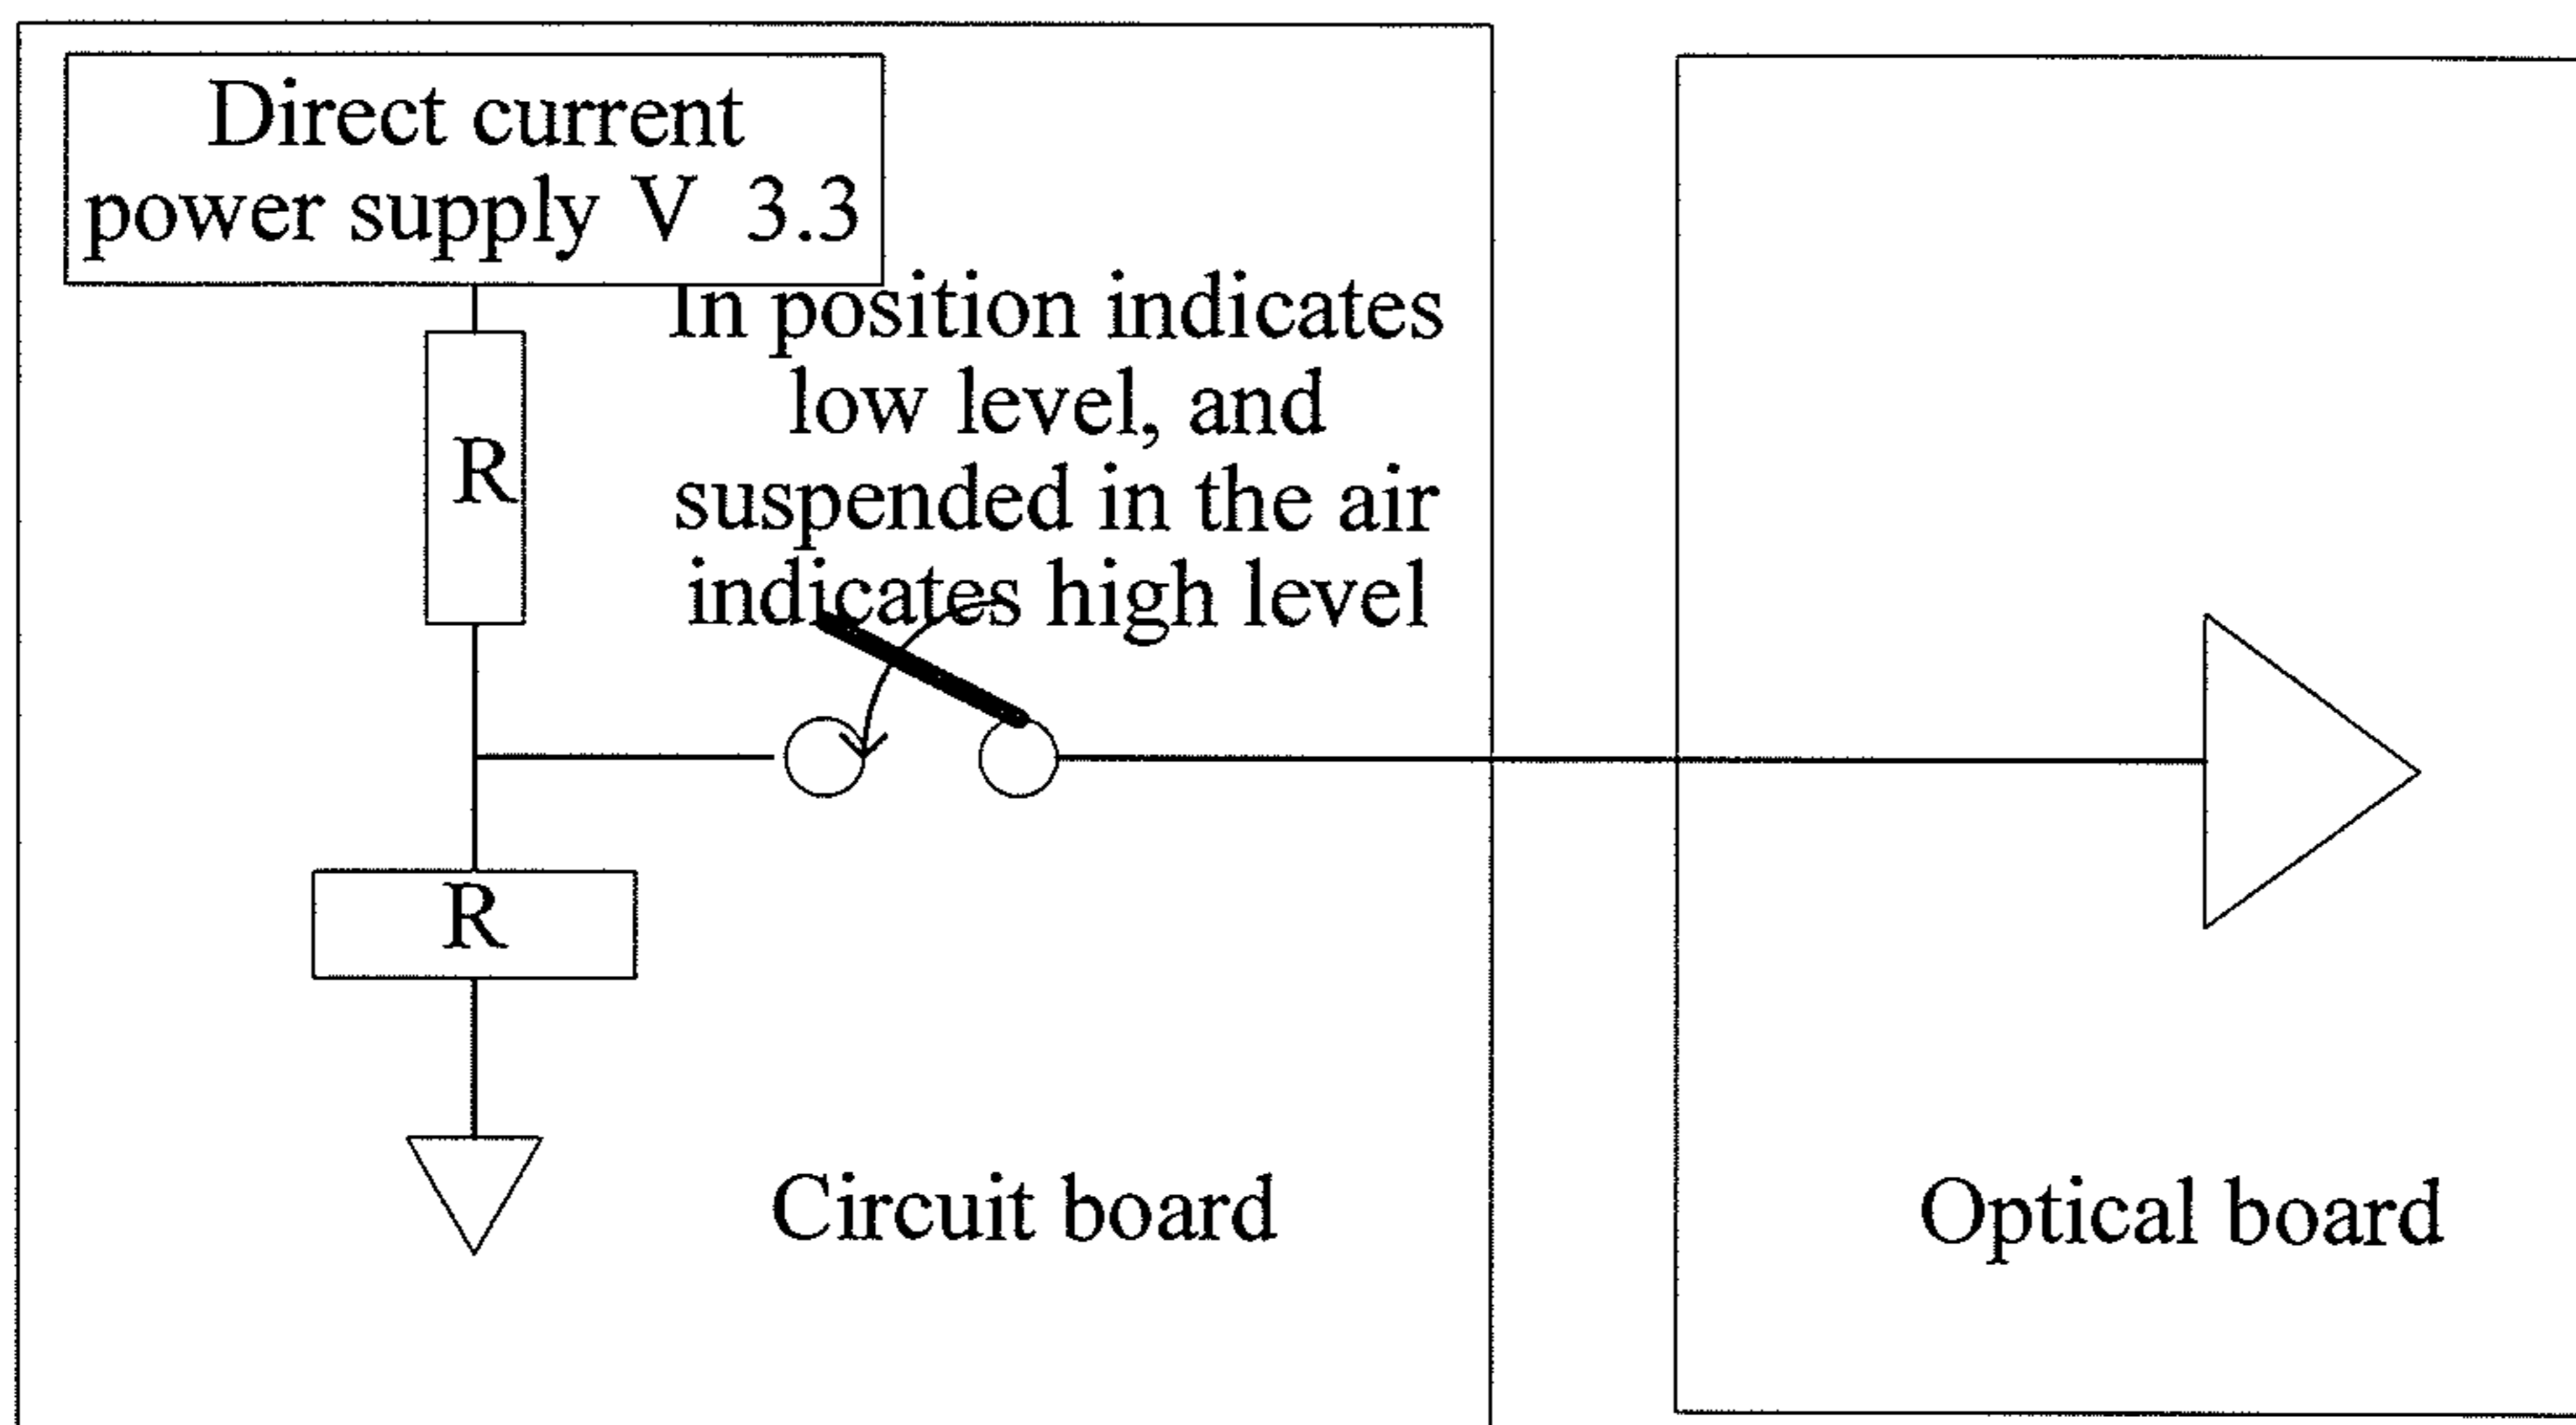 Direct current
power supply V 3.3
In position indicates
low level, and
suspended in the air
indicates high level
R
R
Circuit board
Optical board